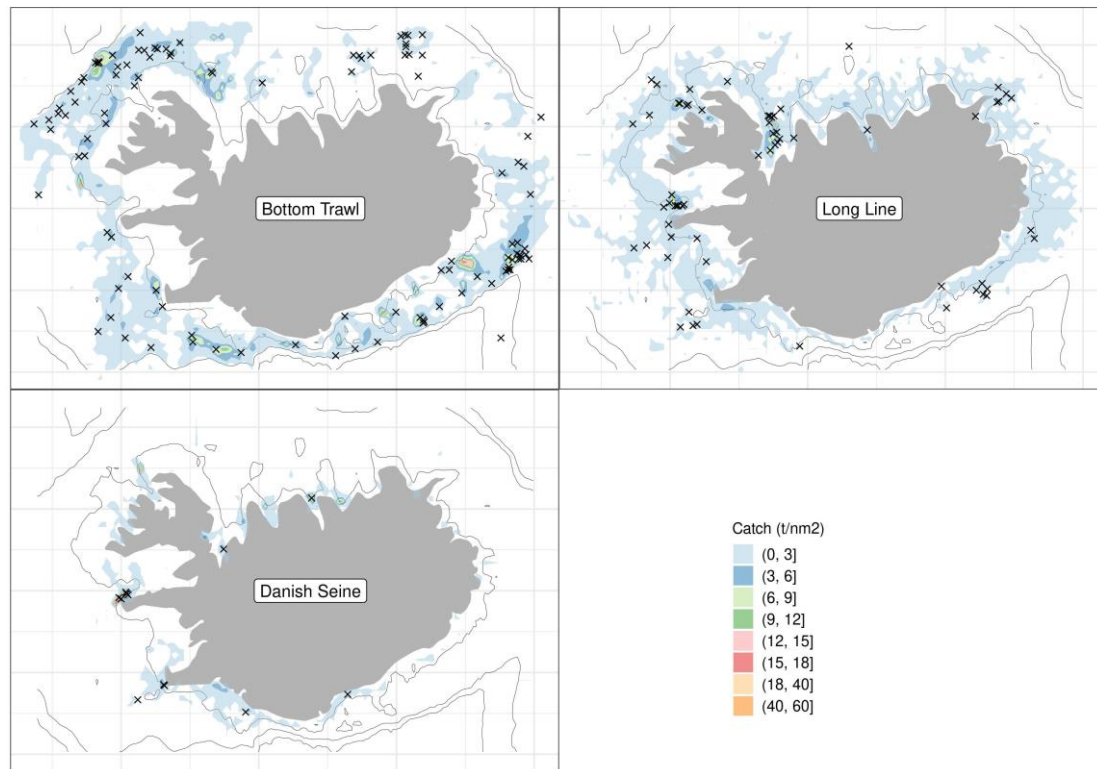 Bottom Trawl
Long Line
Danish Seine
Catch (t/nm2)
(0, 3]
(3, 6]
(6, 9]
(9, 12]
(12, 15]
(15, 18]
(18, 40]
(40, 60]